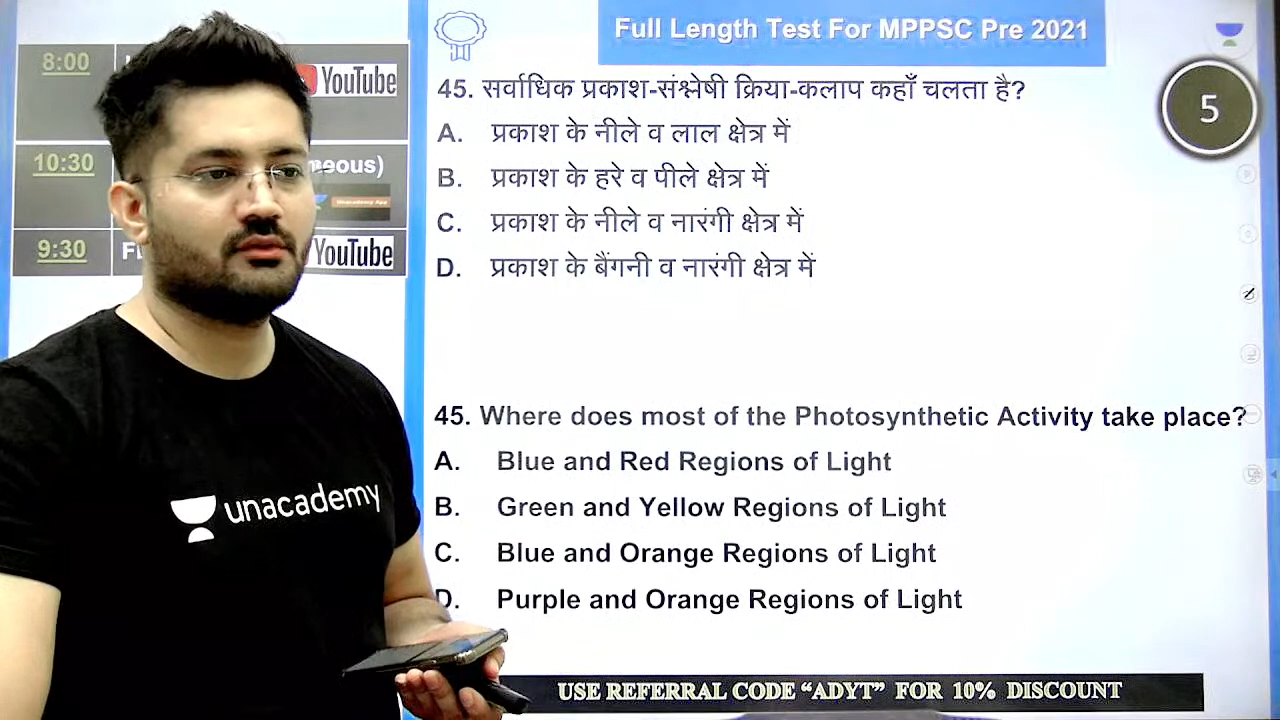 Full Length Test For MPPSC Pre 2021
8:00
YouTube
10:30
neous)
Unacademy App
9:30
YouTube
5
45. सर्वाधिक प्रकाश-संश्लेषी क्रिया-कलाप कहाँ चलता है?
A. प्रकाश के नीले व लाल क्षेत्र में
B. प्रकाश के हरे व पीले क्षेत्र में
C. प्रकाश के नीले व नारंगी क्षेत्र में
D. प्रकाश के बैंगनी व नारंगी क्षेत्र में
45. Where does most of the Photosynthetic Activity take place?
A. Blue and Red Regions of Light
B. Green and Yellow Regions of Light
C. Blue and Orange Regions of Light
D. Purple and Orange Regions of Light
unacademy
USE REFERRAL CODE “ADYT” FOR 10% DISCOUNT